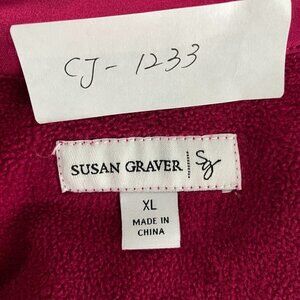 CJ-1233
SUSAN GRAVER Sg
XL
MADE IN
CHINA